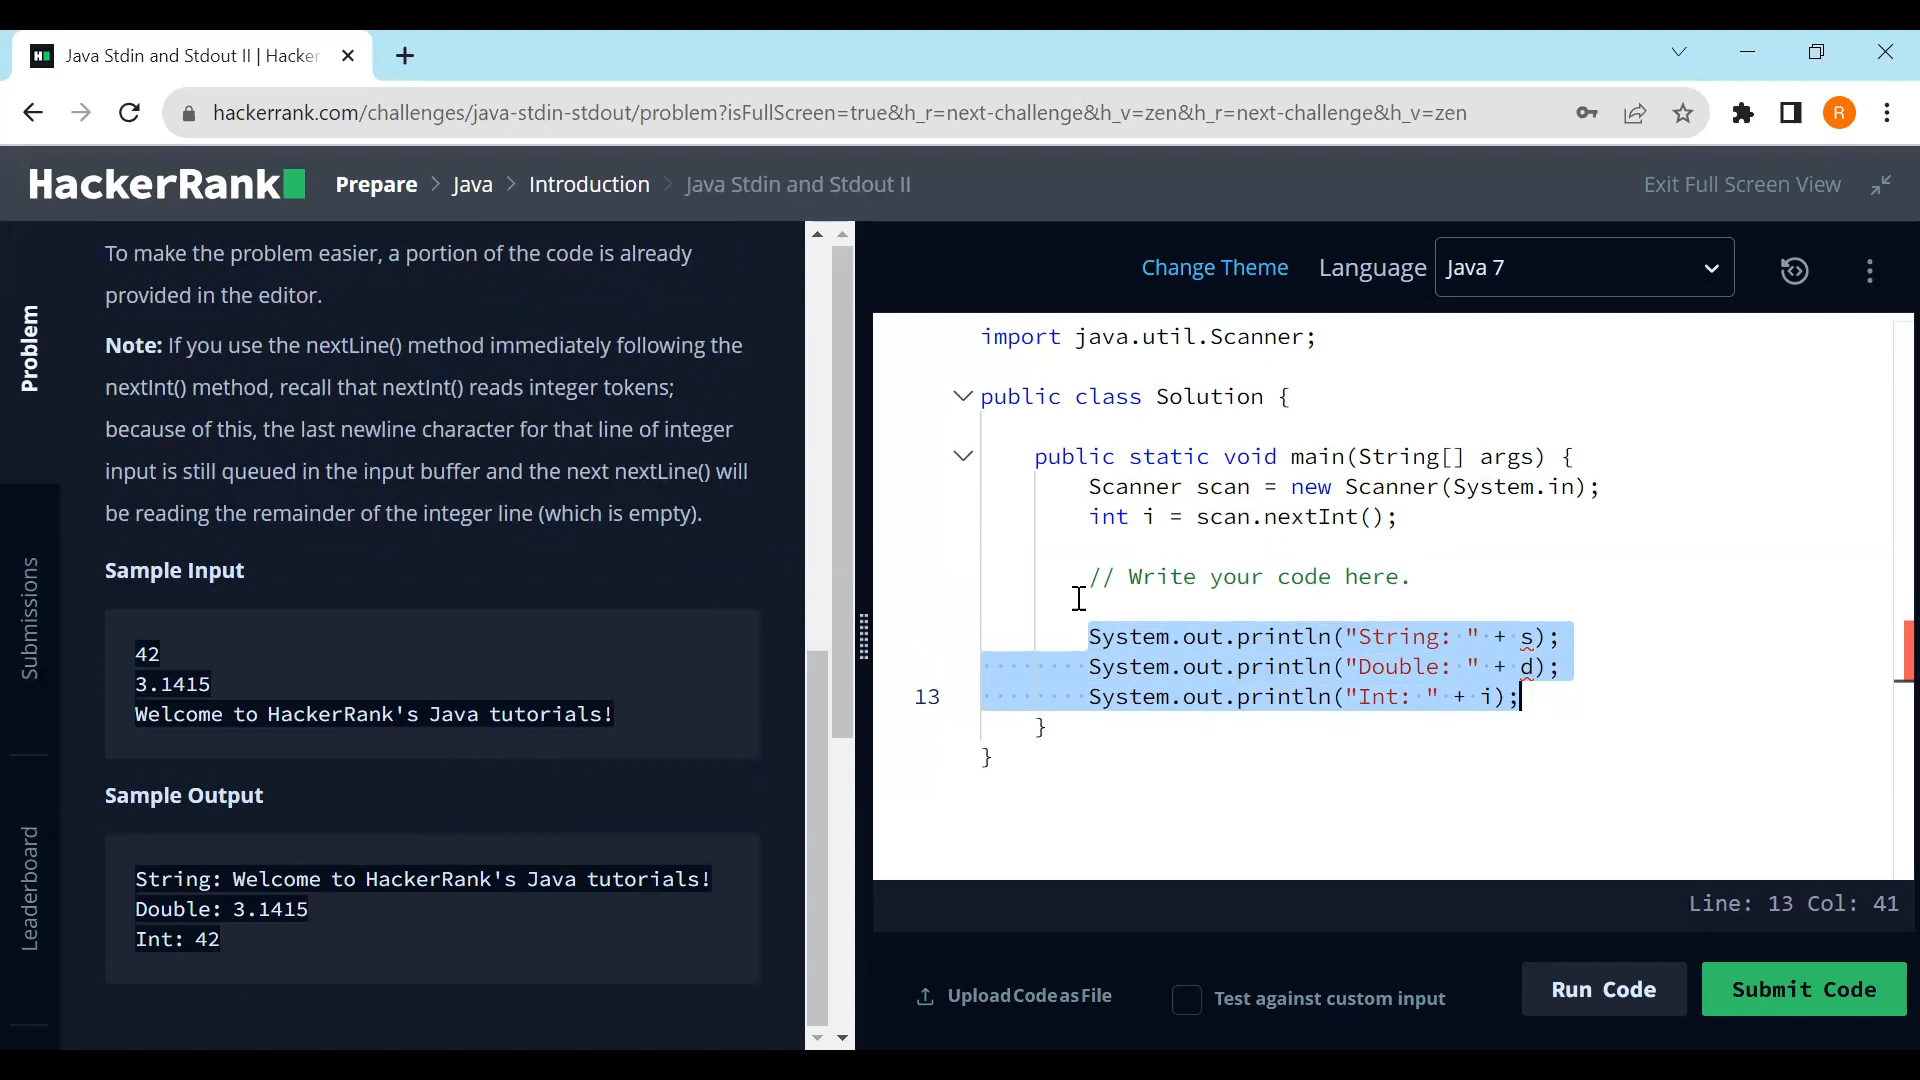 Java Stdin and Stdout II | Hacker
hackerrank.com/challenges/java-stdin-stdout/problem?isFullScreen=true&h_r=next-challenge&h_v=zen&h_r=next-challenge&h_v=zen
R
HackerRank
Prepare > Java > Introduction > Java Stdin and Stdout II
Exit Full Screen View
Problem
Submissions
Leaderboard
To make the problem easier, a portion of the code is already
provided in the editor.
Note: If you use the nextLine() method immediately following the
nextInt() method, recall that nextInt() reads integer tokens;
because of this, the last newline character for that line of integer
input is still queued in the input buffer and the next nextLine() will
be reading the remainder of the integer line (which is empty).
Sample Input
42
3.1415
Welcome to HackerRank's Java tutorials!
Sample Output
String: Welcome to HackerRank's Java tutorials!
Double: 3.1415
Int: 42
Change Theme
Language
Java 7
import java.util.Scanner;
public class Solution {
public static void main(String[] args) {
Scanner scan = new Scanner(System.in);
int i = scan.nextInt();
// Write your code here.
System.out.println("String: " + s);
System.out.println("Double: " + d);
13 System.out.println("Int: " + i);
}
}
Line: 13 Col: 41
Upload Code as File
Test against custom input
Run Code
Submit Code